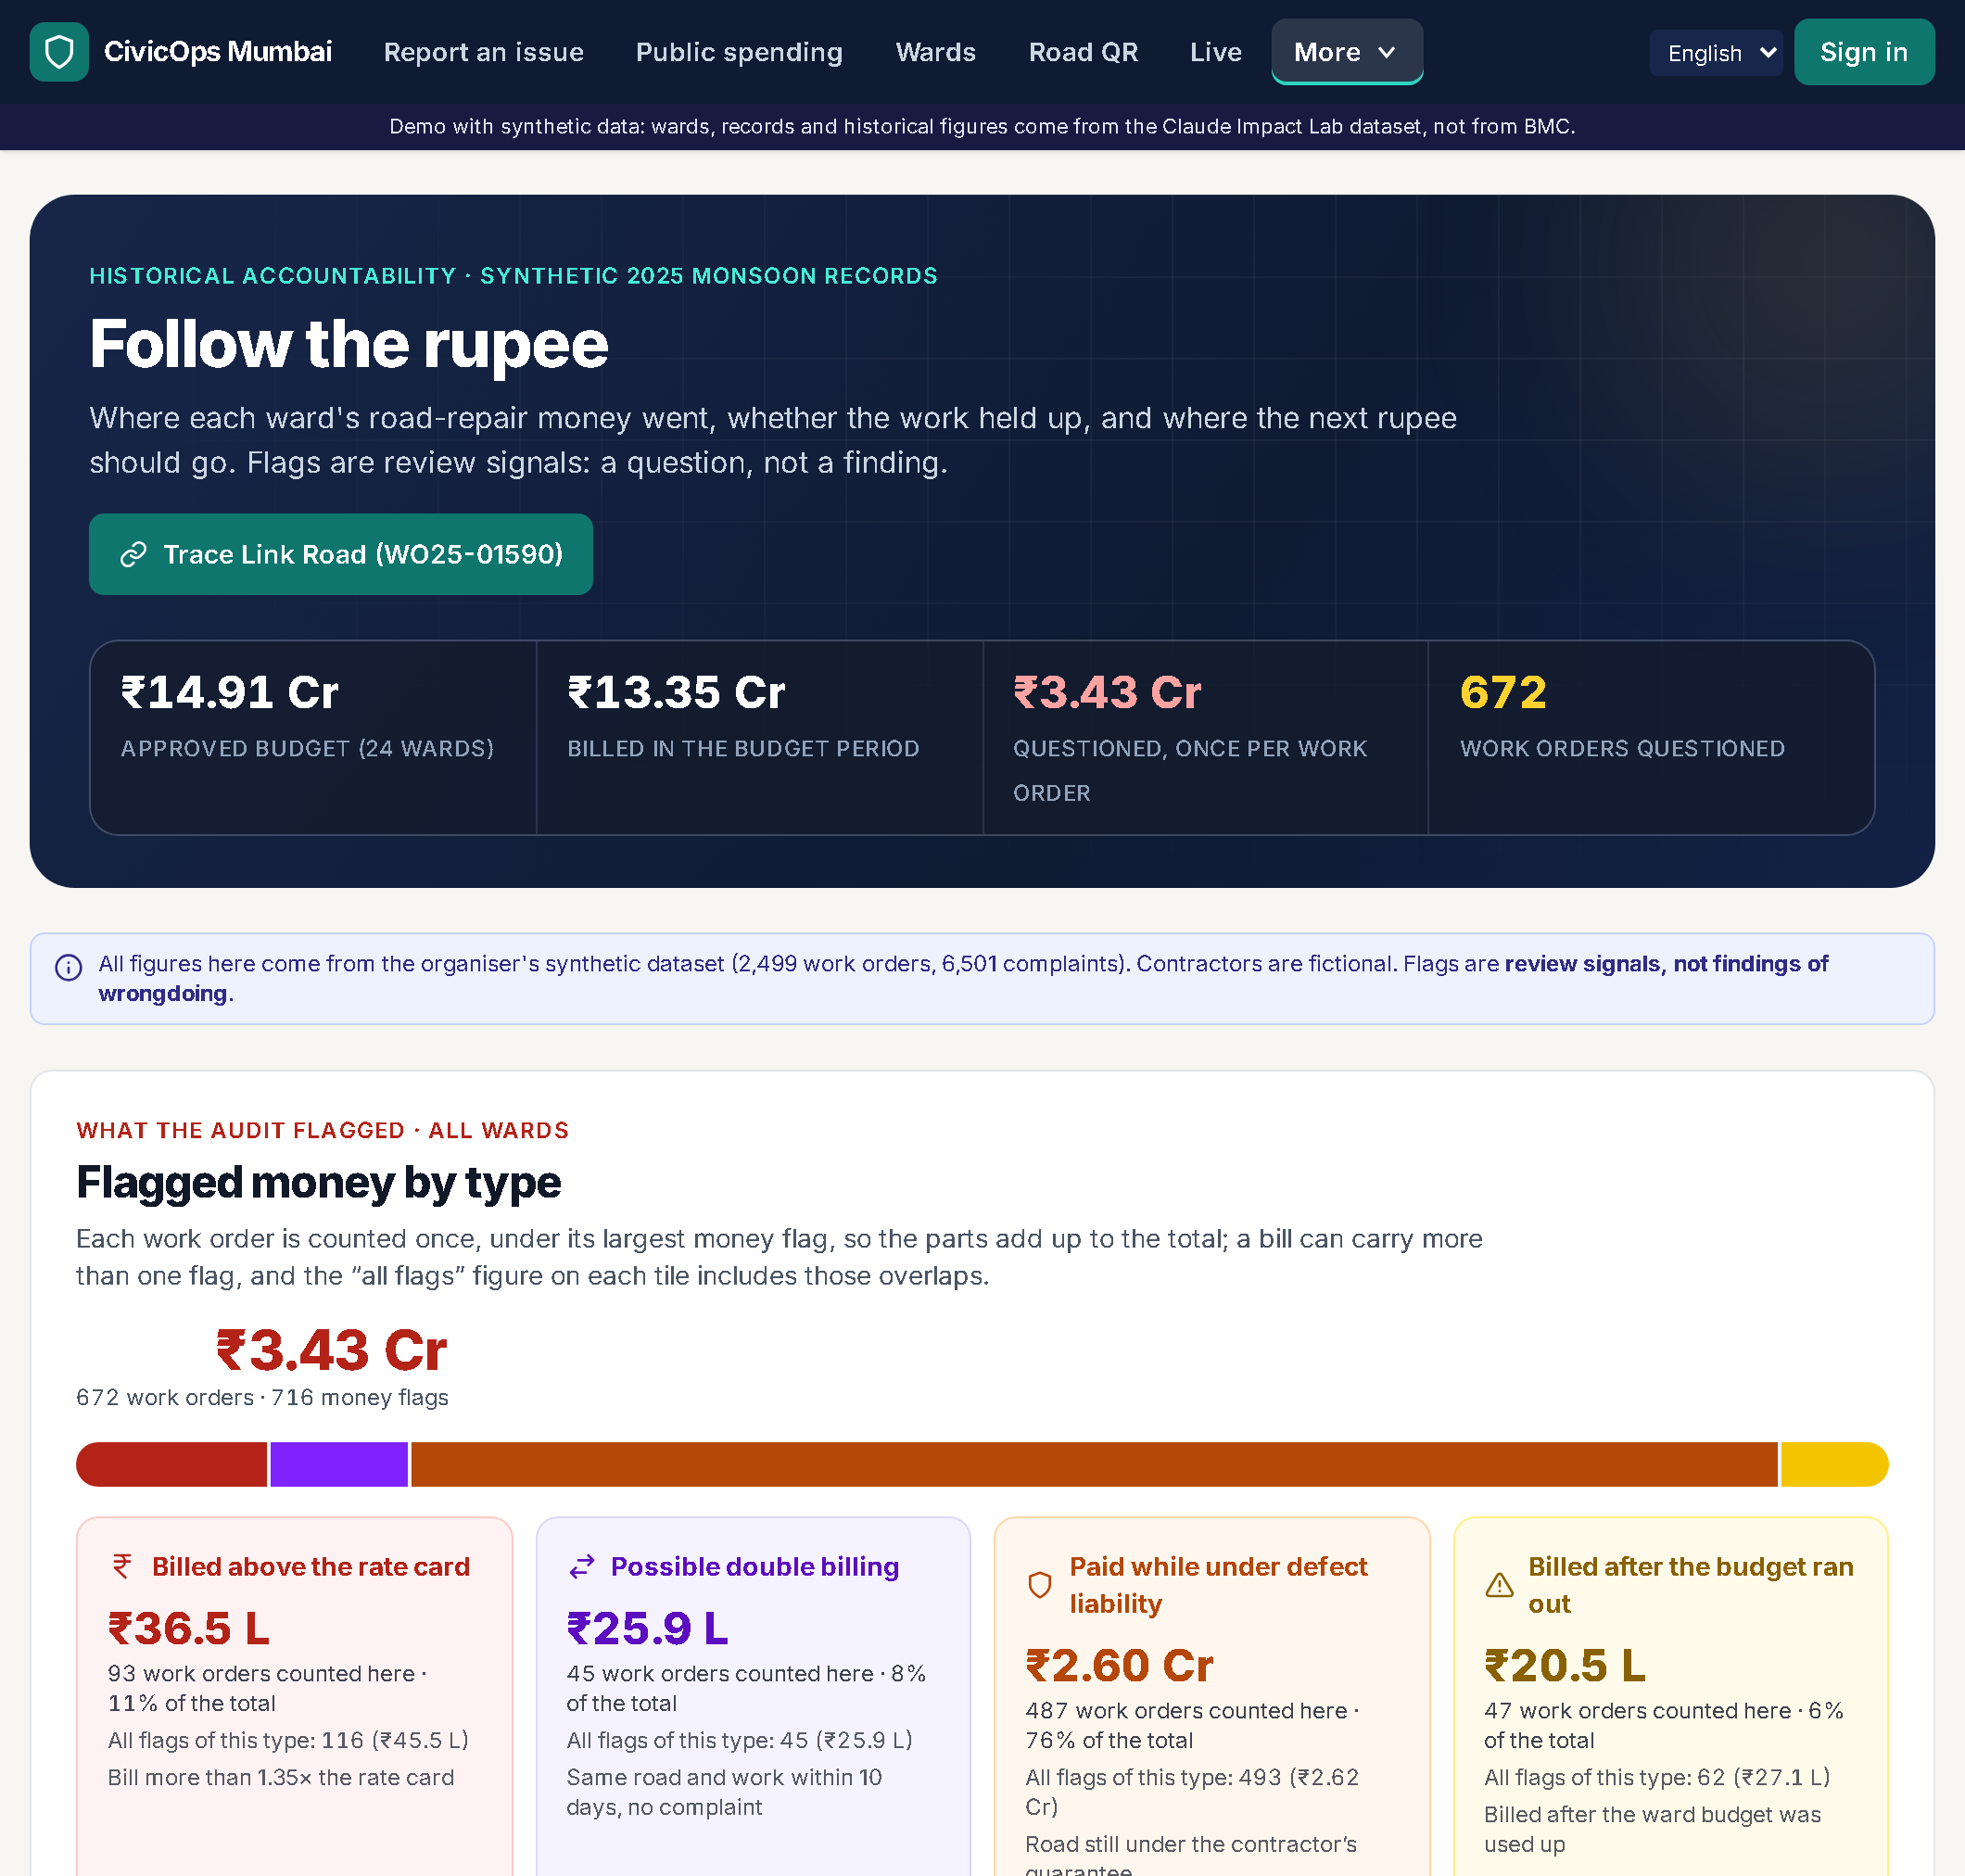 CivicOps Mumbai
Report an issue
Public spending
Wards
Road QR
Live
More
English
Sign in
Demo with synthetic data: wards, records and historical figures come from the Claude Impact Lab dataset, not from BMC.
HISTORICAL ACCOUNTABILITY · SYNTHETIC 2025 MONSOON RECORDS
Follow the rupee
Where each ward's road-repair money went, whether the work held up, and where the next rupee
should go. Flags are review signals: a question, not a finding.
Trace Link Road (WO25-01590)
₹14.91 Cr
APPROVED BUDGET (24 WARDS)
₹13.35 Cr
BILLED IN THE BUDGET PERIOD
₹3.43 Cr
QUESTIONED, ONCE PER WORK
ORDER
672
WORK ORDERS QUESTIONED
All figures here come from the organiser's synthetic dataset (2,499 work orders, 6,501 complaints). Contractors are fictional. Flags are review signals, not findings of
wrongdoing.
WHAT THE AUDIT FLAGGED · ALL WARDS
Flagged money by type
Each work order is counted once, under its largest money flag, so the parts add up to the total; a bill can carry more
than one flag, and the “all flags” figure on each tile includes those overlaps.
₹3.43 Cr
672 work orders · 716 money flags
Billed above the rate card
₹36.5 L
93 work orders counted here ·
11% of the total
All flags of this type: 116 (₹45.5 L)
Bill more than 1.35× the rate card
Possible double billing
₹25.9 L
45 work orders counted here · 8%
of the total
All flags of this type: 45 (₹25.9 L)
Same road and work within 10
days, no complaint
Paid while under defect
liability
₹2.60 Cr
487 work orders counted here ·
76% of the total
All flags of this type: 493 (₹2.62
Cr)
Road still under the contractor’s
guarantee
Billed after the budget ran
out
₹20.5 L
47 work orders counted here · 6%
of the total
All flags of this type: 62 (₹27.1 L)
Billed after the ward budget was
used up